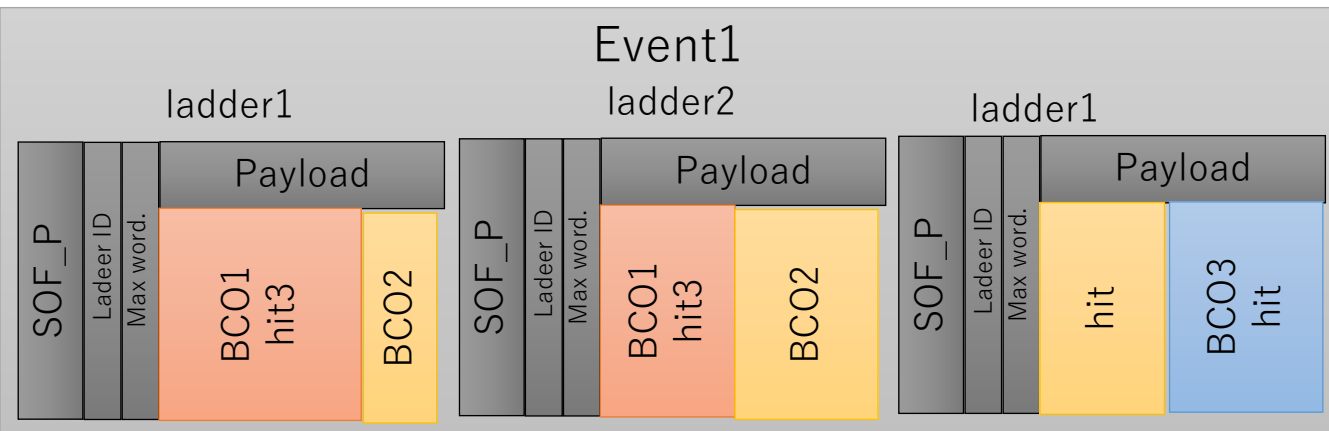 Event1
ladder1
SOF_P
Ladeer ID
Max word.
Payload
BCO1
hit3
BCO2
ladder2
SOF_P
Ladeer ID
Max word.
Payload
BCO1
hit3
BCO2
ladder1
SOF_P
Ladeer ID
Max word.
Payload
hit
BCO3
hit